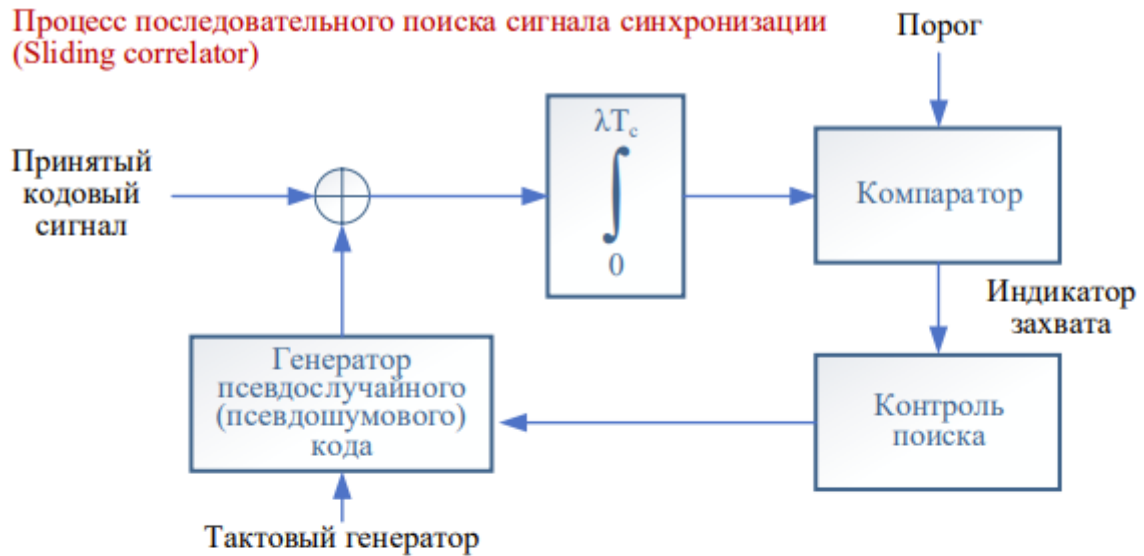 Процесс последовательного поиска сигнала синхронизации
(Sliding correlator)
Порог
Принятый
кодовый
сигнал
λTc
∫
0
Компаратор
Индикатор
захвата
Генератор
псевдослучайного
(псевдошумового)
кода
Контроль
поиска
Тактовый генератор